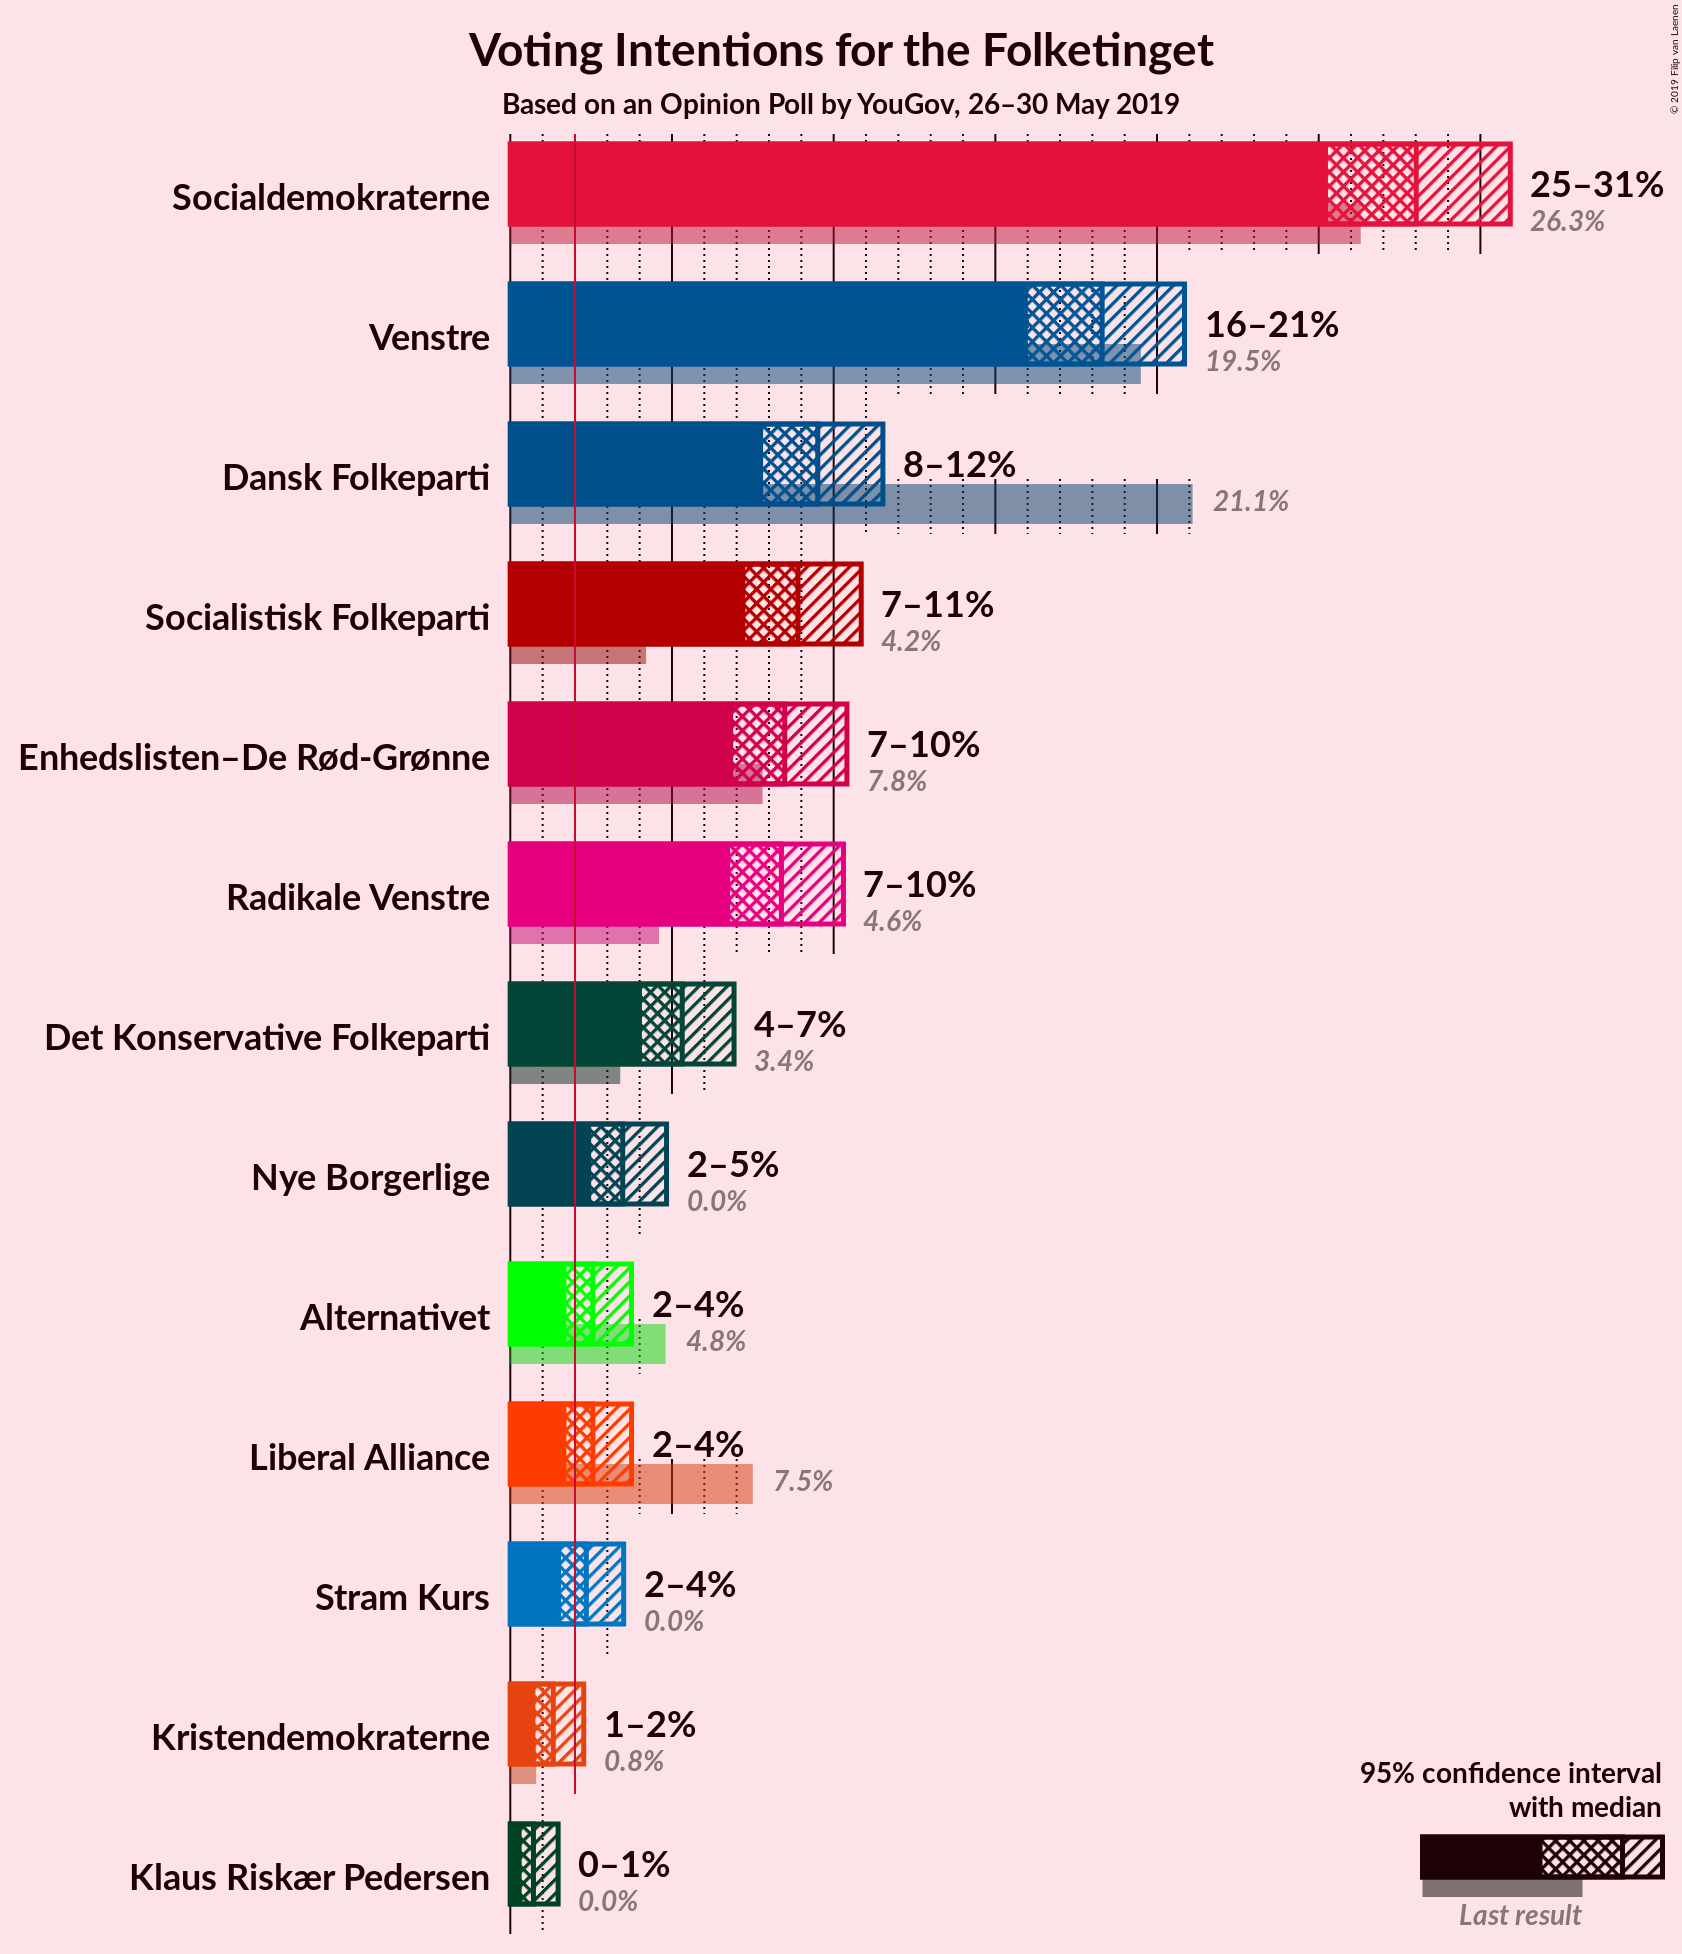 Voting Intentions for the Folketinget
Based on an Opinion Poll by YouGov, 26–30 May 2019
© 2019 Filip van Laenen
Socialdemokraterne
25–31%
26.3%
Venstre
16–21%
19.5%
Dansk Folkeparti
8–12%
21.1%
Socialistisk Folkeparti
7–11%
4.2%
Enhedslisten–De Rød-Grønne
7–10%
7.8%
Radikale Venstre
7–10%
4.6%
Det Konservative Folkeparti
4–7%
3.4%
Nye Borgerlige
2–5%
0.0%
Alternativet
2–4%
4.8%
Liberal Alliance
2–4%
7.5%
Stram Kurs
2–4%
0.0%
Kristendemokraterne
1–2%
0.8%
Klaus Riskær Pedersen
0–1%
0.0%
95% confidence interval
with median
Last result